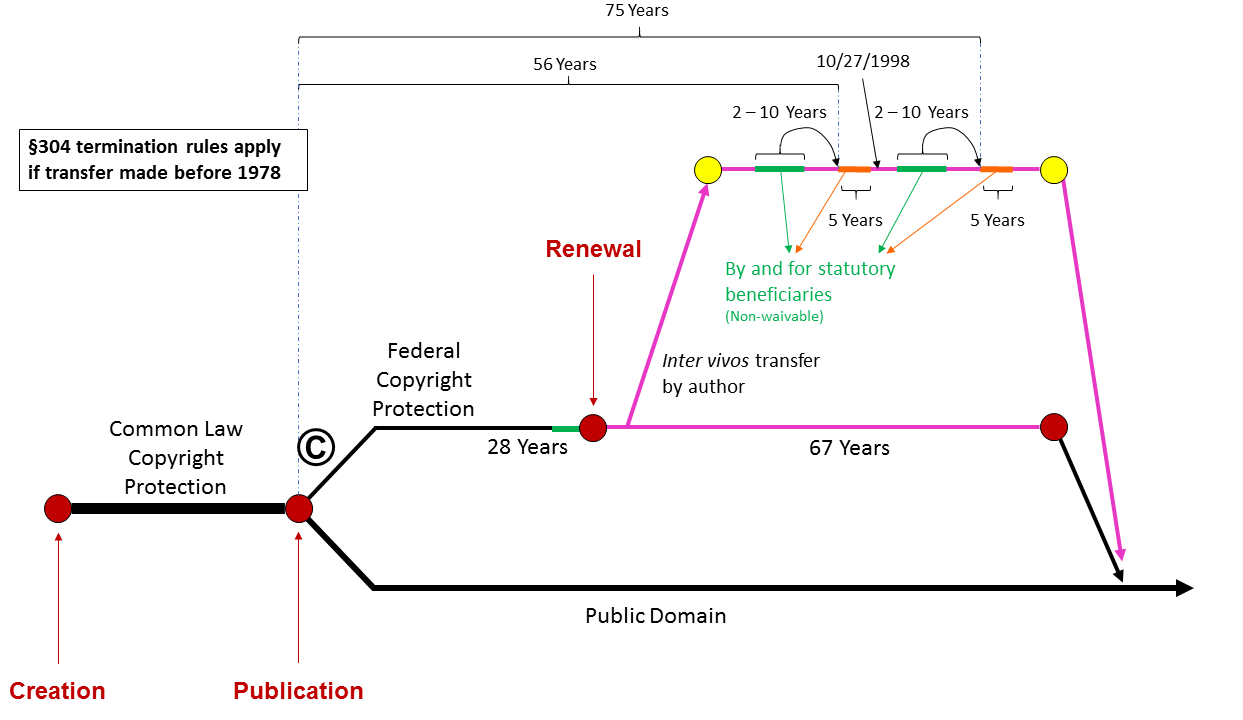 75 Years
56 Years
10/27/1998
2 – 10 Years
2 – 10 Years
§304 termination rules apply
if transfer made before 1978
5 Years
5 Years
Renewal
By and for statutory
beneficiaries
(Non-waivable)
Inter vivos transfer
by author
Federal
Copyright
Protection
Common Law
Copyright
Protection
©
28 Years
67 Years
Public Domain
Creation
Publication